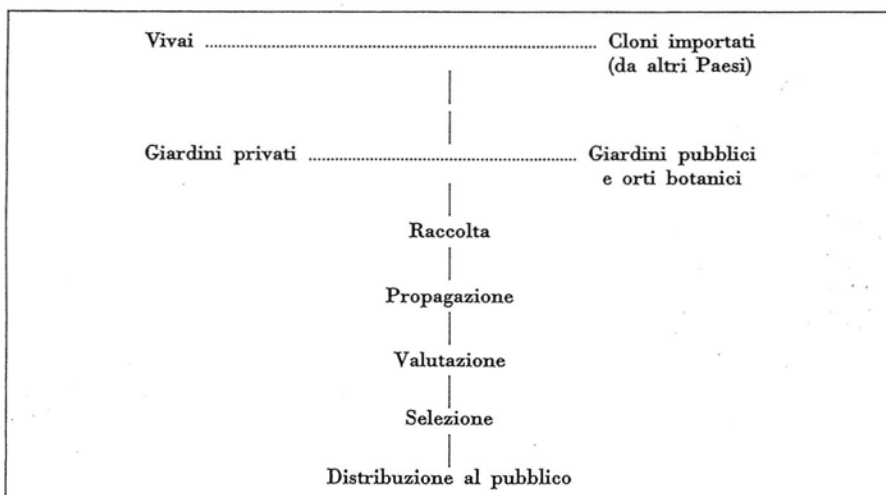 Vivai ........................................ Cloni importati
(da altri Paesi)
Giardini privati ........................................ Giardini pubblici
e orti botanici
Raccolta
Propagazione
Valutazione
Selezione
Distribuzione al pubblico